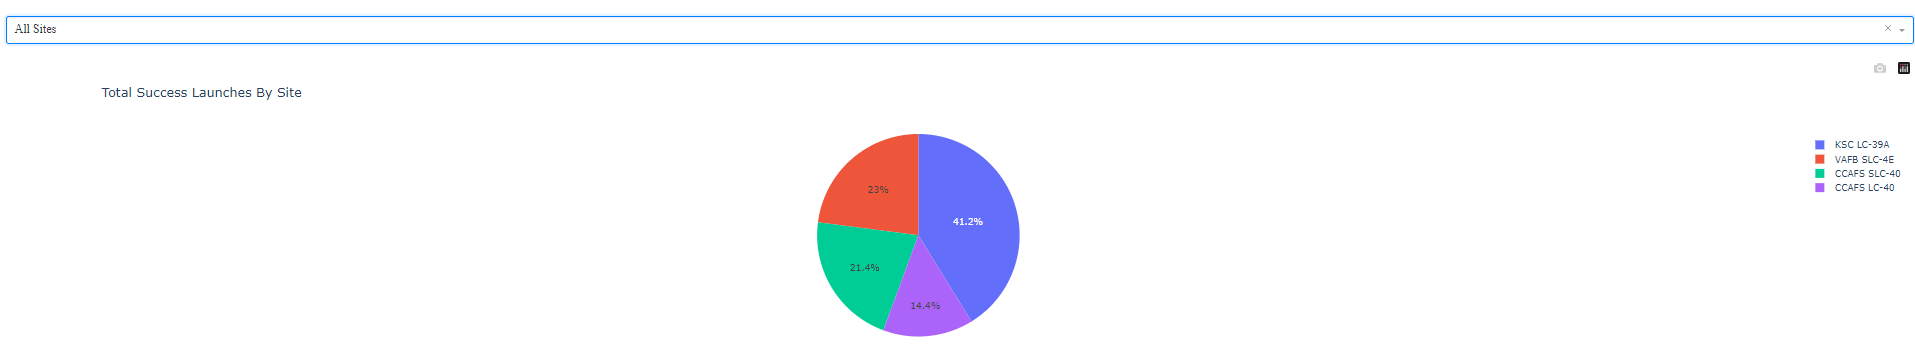 All Sites
Total Success Launches By Site
KSC LC-39A
VAFB SLC-4E
CCAFS SLC-40
CCAFS LC-40
23%
41.2%
21.4%
14.4%